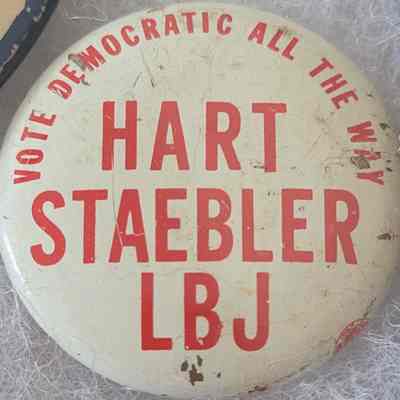 VOTE DEMOCRATIC ALL THE WAY
HART
STAEBLER
LBJ